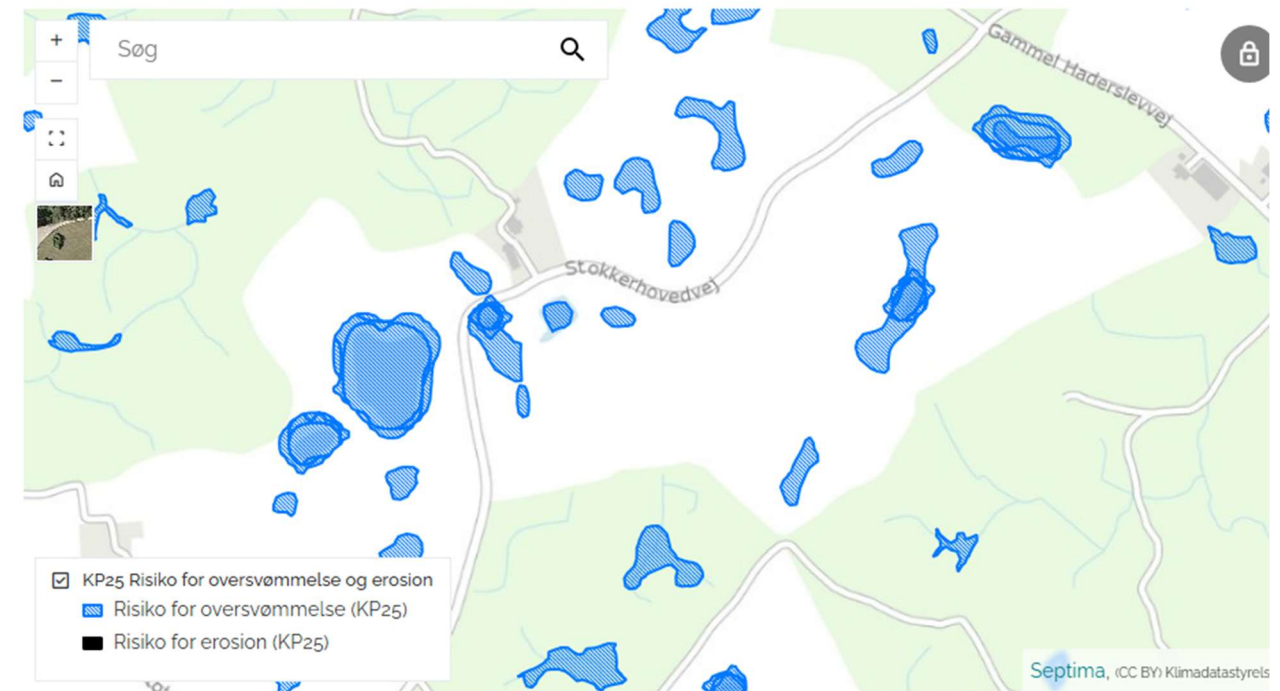 +
Søg
−
Gammel Haderslevvej
Stokkerhovedvej
KP25 Risiko for oversvømmelse og erosion
Risiko for oversvømmelse (KP25)
Risiko for erosion (KP25)
Septima, (CC BY) Klimadatastyrels